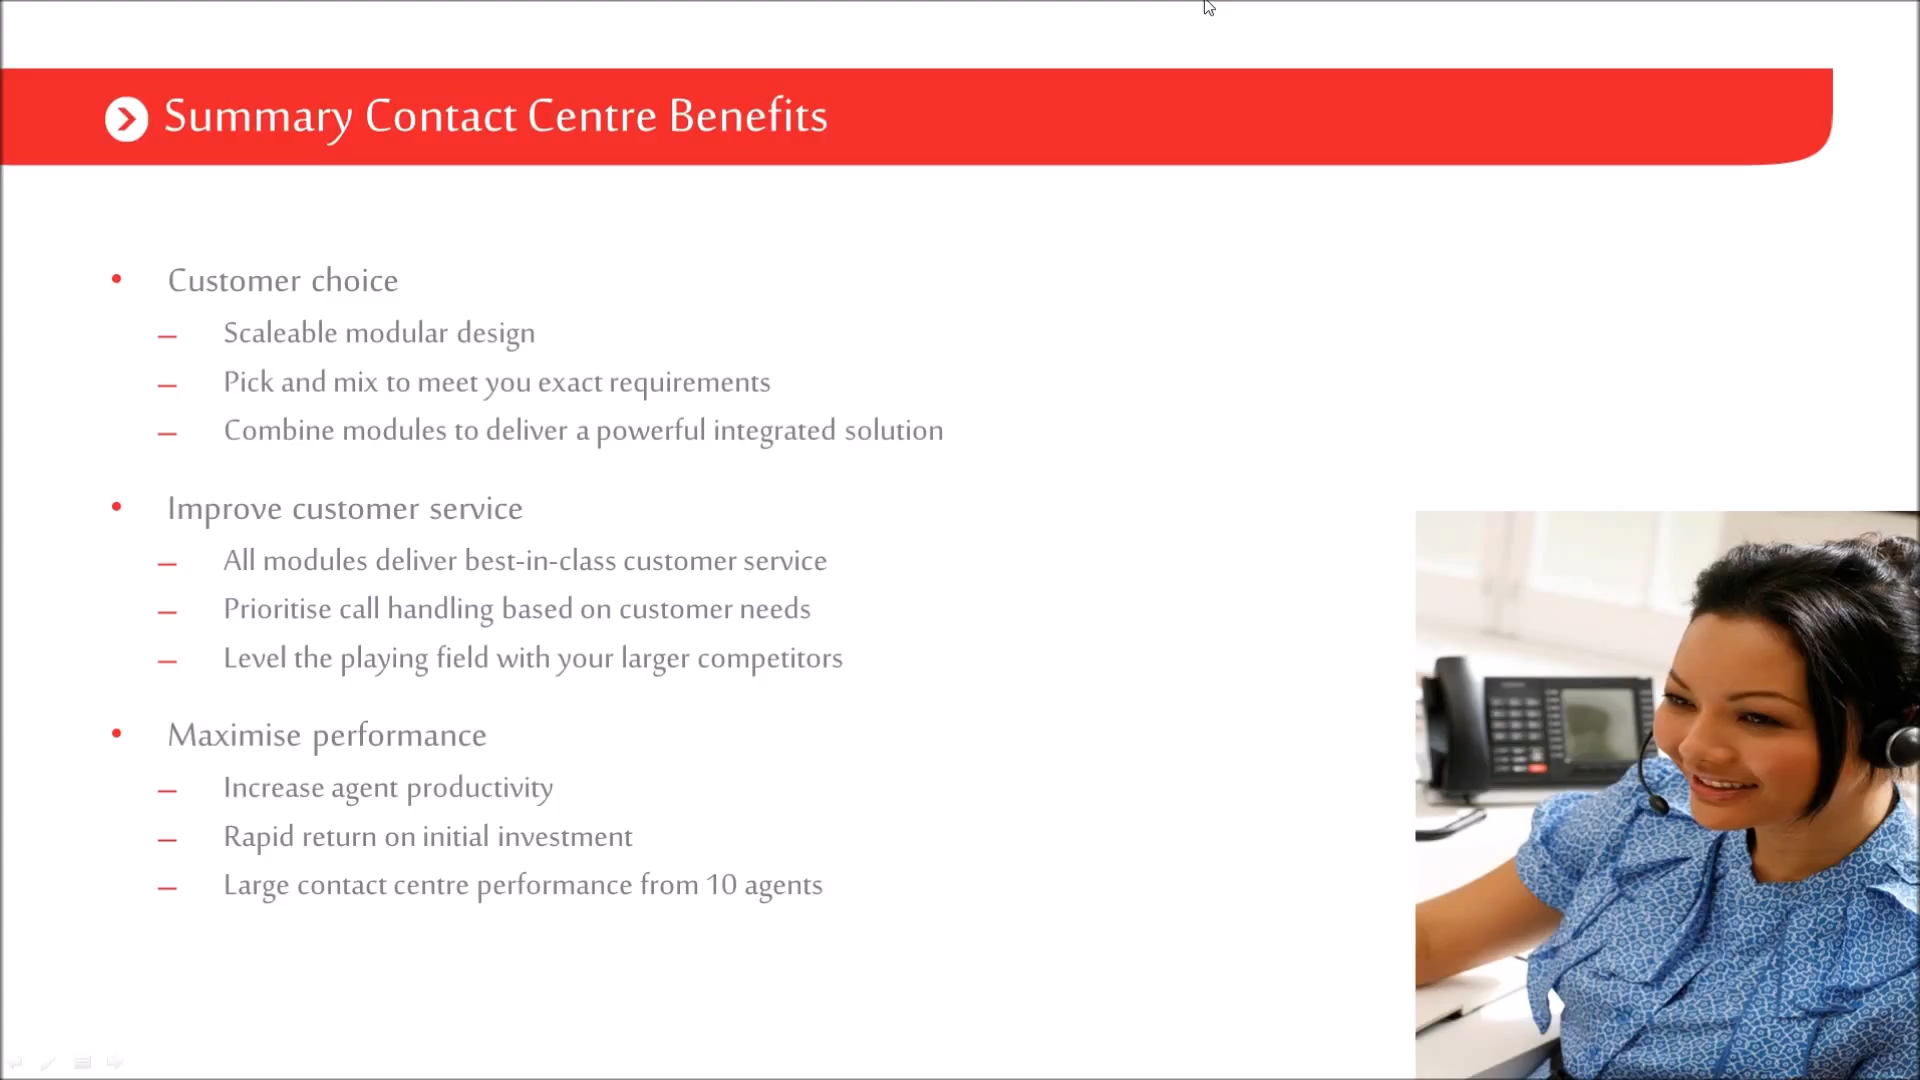 Summary Contact Centre Benefits
• Customer choice
– Scaleable modular design
– Pick and mix to meet you exact requirements
– Combine modules to deliver a powerful integrated solution
• Improve customer service
– All modules deliver best-in-class customer service
– Prioritise call handling based on customer needs
– Level the playing field with your larger competitors
• Maximise performance
– Increase agent productivity
– Rapid return on initial investment
– Large contact centre performance from 10 agents